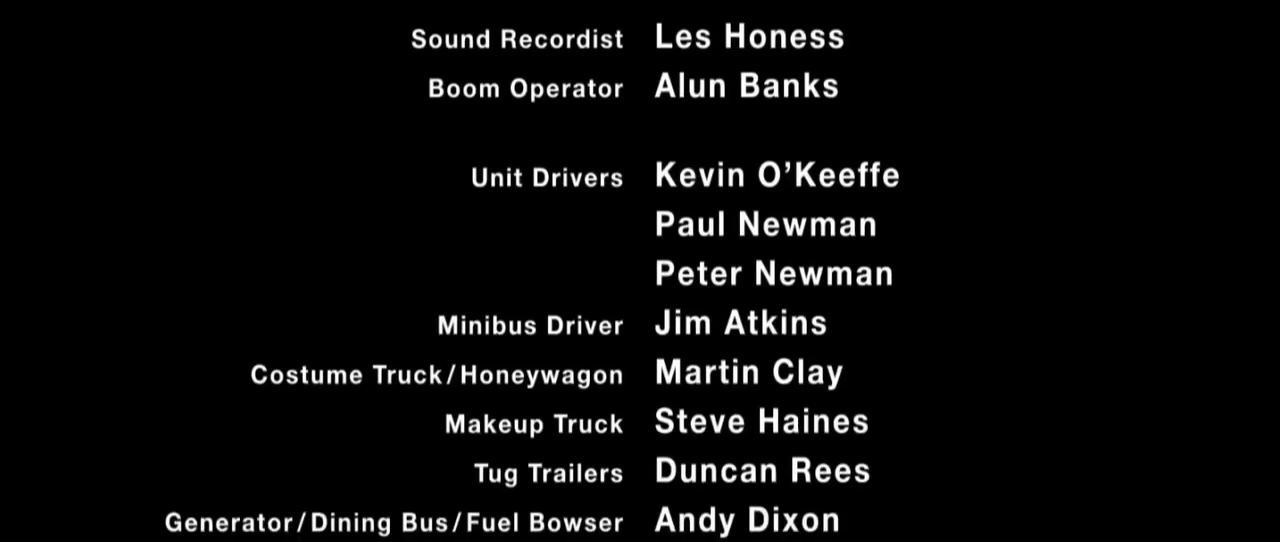 Sound Recordist Les Honess
Boom Operator Alun Banks
Unit Drivers Kevin O’Keeffe
Paul Newman
Peter Newman
Minibus Driver Jim Atkins
Costume Truck/Honeywagon Martin Clay
Makeup Truck Steve Haines
Tug Trailers Duncan Rees
Generator/Dining Bus/Fuel Bowser Andy Dixon